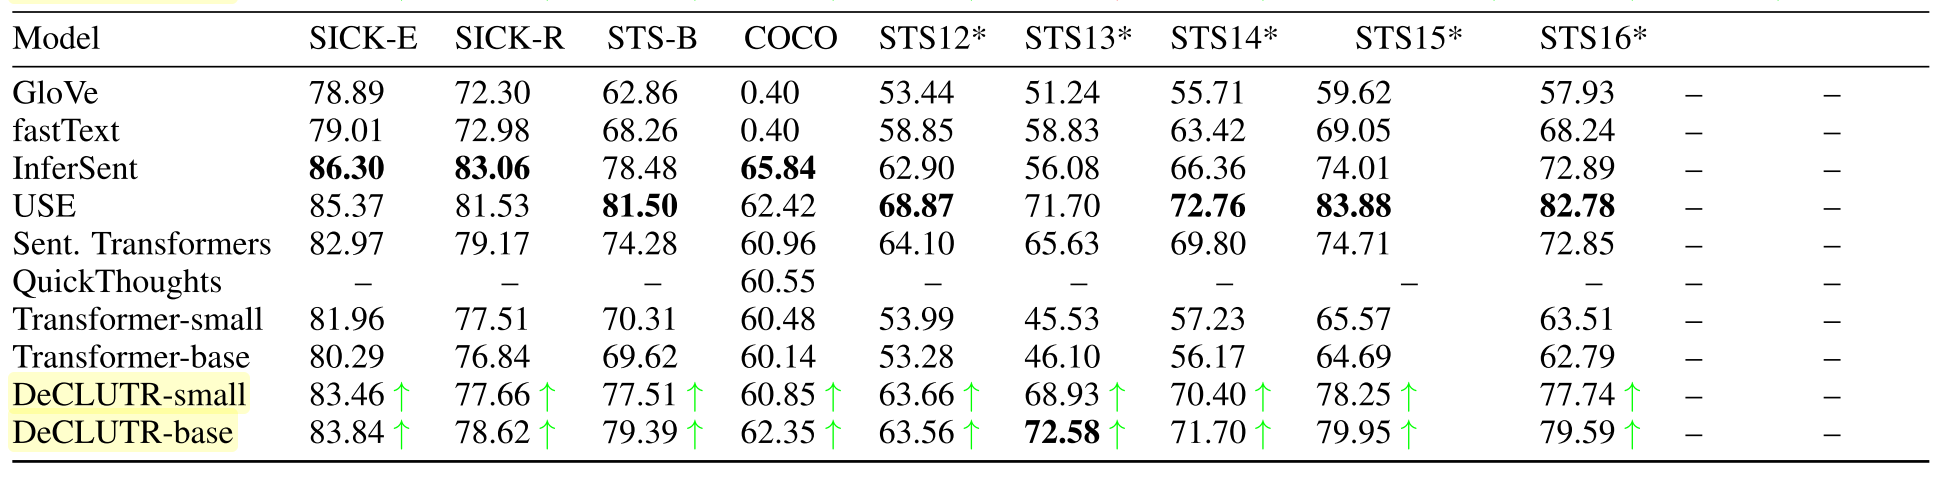 Model SICK-E SICK-R STS-B COCO STS12* STS13* STS14* STS15* STS16*
GloVe 78.89 72.30 62.86 0.40 53.44 51.24 55.71 59.62 57.93 – –
fastText 79.01 72.98 68.26 0.40 58.85 58.83 63.42 69.05 68.24 – –
InferSent 86.30 83.06 78.48 65.84 62.90 56.08 66.36 74.01 72.89 – –
USE 85.37 81.53 81.50 62.42 68.87 71.70 72.76 83.88 82.78 – –
Sent. Transformers 82.97 79.17 74.28 60.96 64.10 65.63 69.80 74.71 72.85 – –
QuickThoughts – – – 60.55 – – – – – – –
Transformer-small 81.96 77.51 70.31 60.48 53.99 45.53 57.23 65.57 63.51 – –
Transformer-base 80.29 76.84 69.62 60.14 53.28 46.10 56.17 64.69 62.79 – –
DeCLUTR-small 83.46 ↑ 77.66 ↑ 77.51 ↑ 60.85 ↑ 63.66 ↑ 68.93 ↑ 70.40 ↑ 78.25 ↑ 77.74 ↑ – –
DeCLUTR-base 83.84 ↑ 78.62 ↑ 79.39 ↑ 62.35 ↑ 63.56 ↑ 72.58 ↑ 71.70 ↑ 79.95 ↑ 79.59 ↑ – –